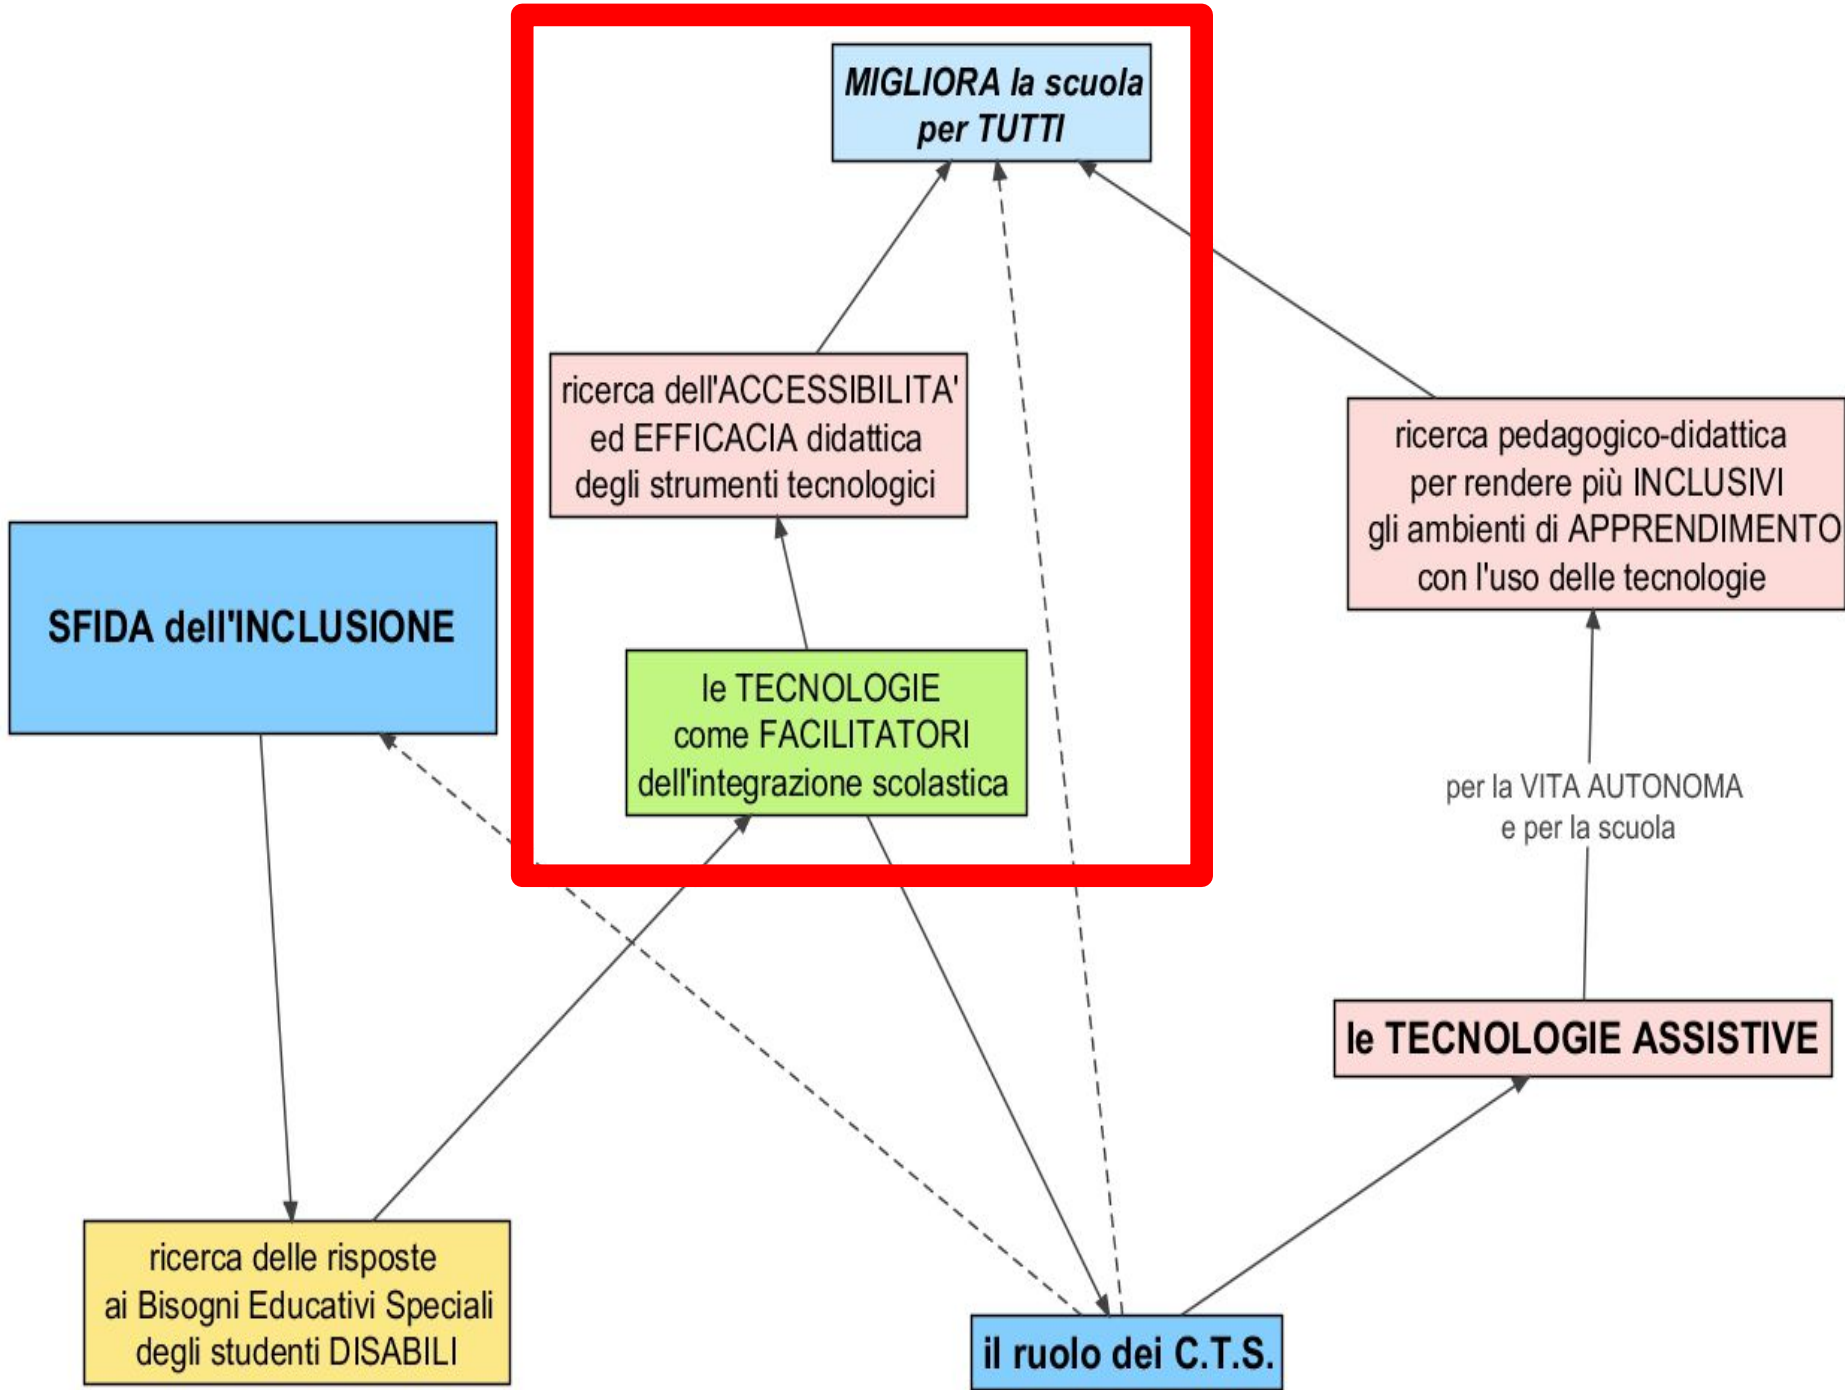 MIGLIORA la scuola
per TUTTI
ricerca dell'ACCESSIBILITA'
ed EFFICACIA didattica
degli strumenti tecnologici
ricerca pedagogico-didattica
per rendere più INCLUSIVI
gli ambienti di APPRENDIMENTO
con l'uso delle tecnologie
SFIDA dell'INCLUSIONE
le TECNOLOGIE
come FACILITATORI
dell'integrazione scolastica
per la VITA AUTONOMA
e per la scuola
le TECNOLOGIE ASSISTIVE
ricerca delle risposte
ai Bisogni Educativi Speciali
degli studenti DISABILI
il ruolo dei C.T.S.